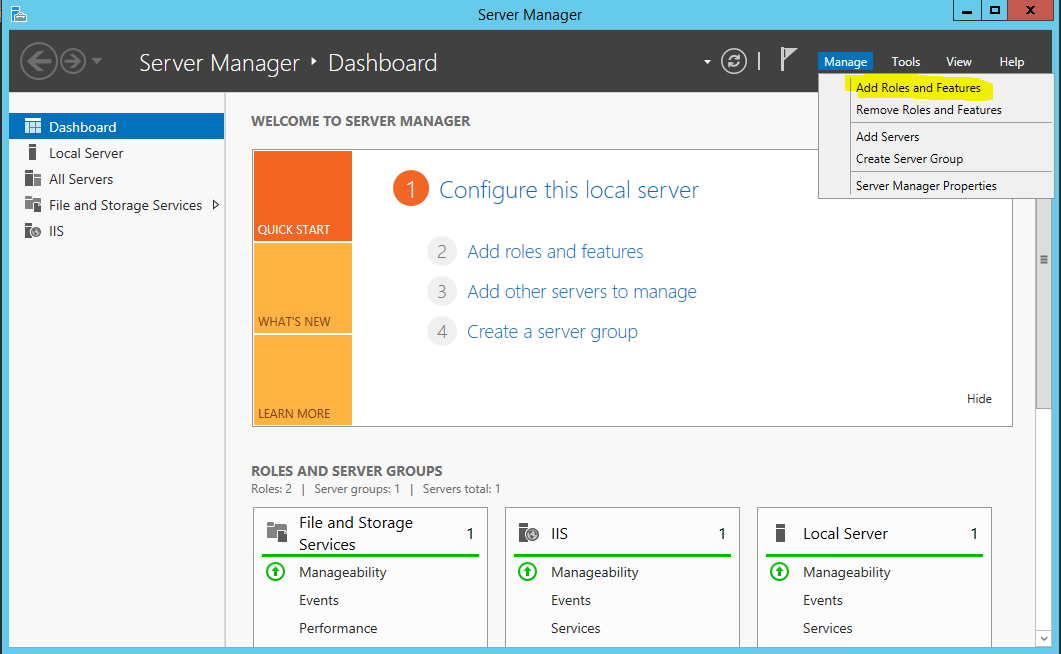 Server Manager
Server Manager ‣ Dashboard
Manage Tools View Help
Add Roles and Features
Remove Roles and Features
Add Servers
Create Server Group
Server Manager Properties
Dashboard
Local Server
All Servers
File and Storage Services
IIS
WELCOME TO SERVER MANAGER
QUICK START
WHAT'S NEW
LEARN MORE
1 Configure this local server
2 Add roles and features
3 Add other servers to manage
4 Create a server group
Hide
ROLES AND SERVER GROUPS
Roles: 2 | Server groups: 1 | Servers total: 1
File and Storage
Services 1
Manageability
Events
Performance
IIS 1
Manageability
Events
Services
Local Server 1
Manageability
Events
Services